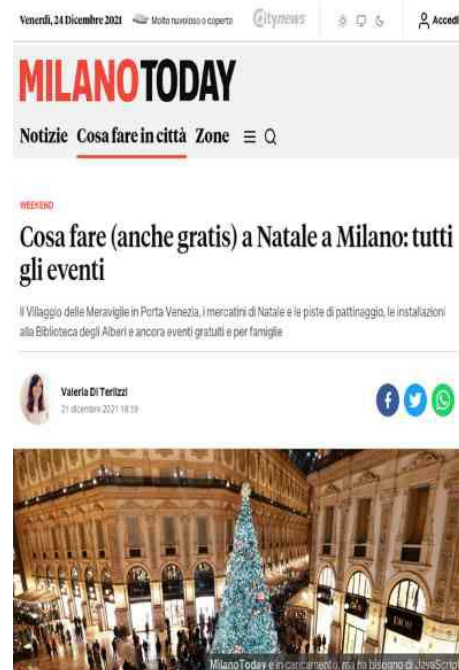 Venerdì, 24 Dicembre 2021 Molto nuvoloso o coperto Citynews Accedi
MILANOTODAY
Notizie Cosa fare in città Zone
WEEKEND
Cosa fare (anche gratis) a Natale a Milano: tutti
gli eventi
Il Villaggio delle Meraviglie in Porta Venezia, i mercatini di Natale e le piste di pattinaggio, le installazioni
alla Biblioteca degli Alberi e ancora eventi gratuiti e per famiglie
Valeria Di Terlizzi
21 dicembre 2021 18:19
MilanoToday è in caricamento, ma ha bisogno di JavaScript